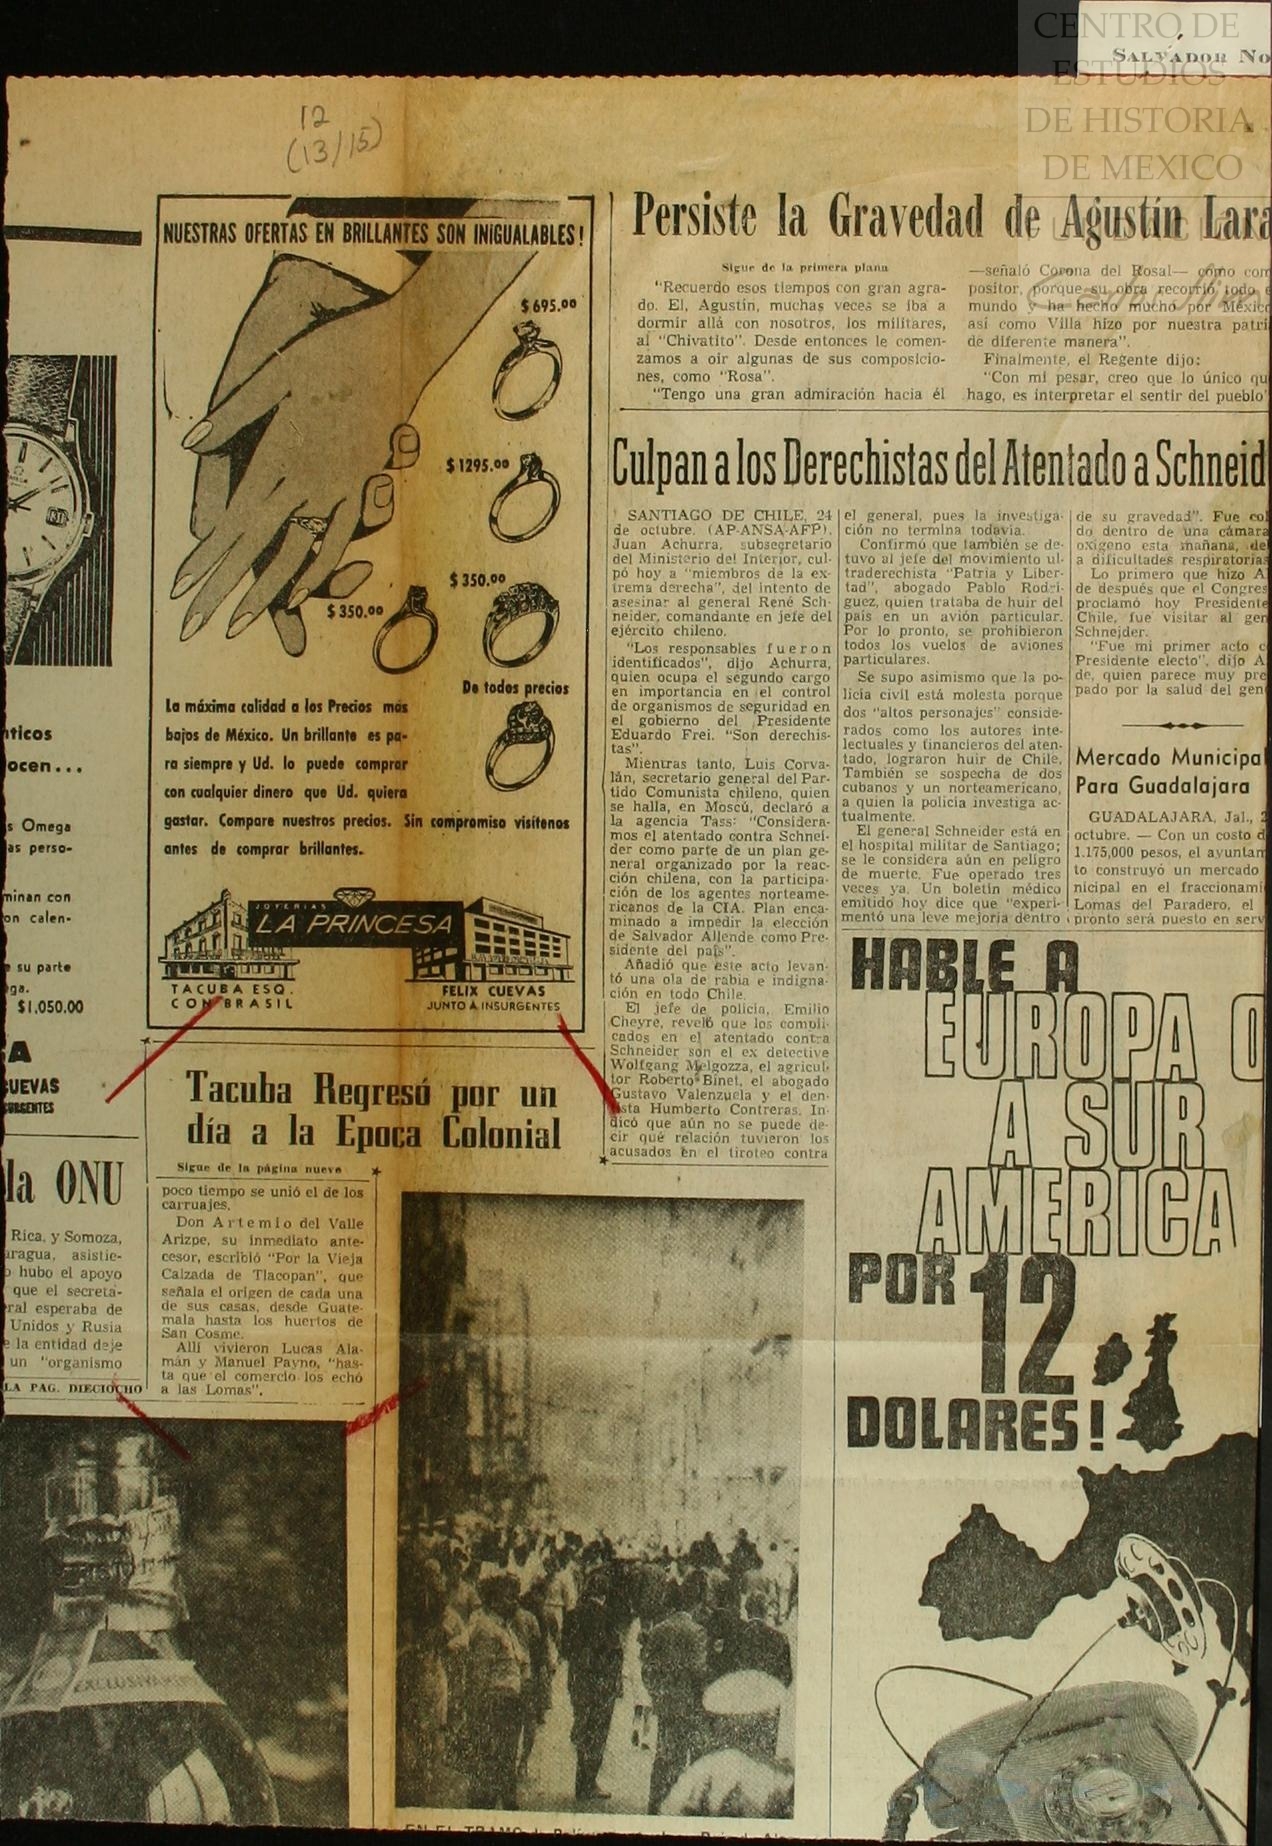 CENTRO DE
ESTUDIOS
DE HISTORIA
DE MEXICO
SALVADOR No
12
(13/15)
NUESTRAS OFERTAS EN BRILLANTES SON INIGUALABLES!
$ 695.00
$ 1295.00
$ 350.00
$ 350.00
De todos precios
La máxima calidad a los Precios más
bajos de México. Un brillante es pa-
ra siempre y Ud. lo puede comprar
con cualquier dinero que Ud. quiera
gastar. Compare nuestros precios. Sin compromiso visítenos
antes de comprar brillantes.
JOYERIAS
LA PRINCESA
TACUBA ESQ.
CON BRASIL
FELIX CUEVAS
JUNTO A INSURGENTES
ticos
ocen...
s Omega
as perso-
minan con
on calen-
e su parte
ga.
$1,050.00
A
CUEVAS
SURGENTES
la ONU
Rica, y Somoza,
aragua, asistie-
o hubo el apoyo
que el secreta-
ral esperaba de
Unidos y Rusia
e la entidad deje
un "organismo
LA PAG. DIECIOCHO
Tacuba Regresó por un
día a la Epoca Colonial
Sigue de la página nueve
poco tiempo se unió el de los
carruajes.
Don Artemio del Valle
Arizpe, su inmediato ante-
cesor, escribió "Por la Vieja
Calzada de Tlacopan", que
señala el origen de cada una
de sus casas, desde Guate-
mala hasta los huertos de
San Cosme.
Allí vivieron Lucas Ala-
mán y Manuel Payno, "has-
ta que el comercio los echó
a las Lomas".
Persiste la Gravedad de Agustín Lara
Sigue de la primera plana
"Recuerdo esos tiempos con gran agra-
do. El, Agustín, muchas veces se iba a
dormir allá con nosotros, los militares,
al "Chivatito". Desde entonces le comen-
zamos a oir algunas de sus composicio-
nes, como "Rosa".
"Tengo una gran admiración hacia él
—señaló Corona del Rosal— como com
positor, porque su obra recorrió todo e
mundo y ha hecho mucho por México
así como Villa hizo por nuestra patri
de diferente manera".
Finalmente, el Regente dijo:
"Con mi pesar, creo que lo único qu
hago, es interpretar el sentir del pueblo"
Culpan a los Derechistas del Atentado a Schneid
SANTIAGO DE CHILE, 24
de octubre. (AP-ANSA-AFP).
Juan Achurra, subsecretario
del Ministerio del Interior, cul-
pó hoy a "miembros de la ex-
trema derecha", del intento de
asesinar al general René Sch-
neider, comandante en jefe del
ejército chileno.
"Los responsables fueron
identificados", dijo Achurra,
quien ocupa el segundo cargo
en importancia en el control
de organismos de seguridad en
el gobierno del Presidente
Eduardo Frei. "Son derechis-
tas".
Mientras tanto, Luis Corva-
lán, secretario general del Par-
tido Comunista chileno, quien
se halla, en Moscú, declaró a
la agencia Tass: "Considera-
mos el atentado contra Schnei-
der como parte de un plan ge-
neral organizado por la reac-
ción chilena, con la participa-
ción de los agentes norteame-
ricanos de la CIA. Plan enca-
minado a impedir la elección
de Salvador Allende como Pre-
sidente del país".
Añadió que este acto levan-
tó una ola de rabia e indigna-
ción en todo Chile.
El jefe de policía, Emilio
Cheyre, reveló que los compli-
cados en el atentado contra
Schneider son el ex detective
Wolfgang Melgozza, el agricul-
tor Roberto Binet, el abogado
Gustavo Valenzuela y el den-
tista Humberto Contreras. In-
dicó que aún no se puede de-
cir qué relación tuvieron los
acusados en el tiroteo contra
el general, pues la investiga-
ción no termina todavía.
Confirmó que también se de-
tuvo al jefe del movimiento ul-
traderechista "Patria y Liber-
tad", abogado Pablo Rodrí-
guez, quien trataba de huir del
país en un avión particular.
Por lo pronto, se prohibieron
todos los vuelos de aviones
particulares.
Se supo asimismo que la po-
licía civil está molesta porque
dos "altos personajes" conside-
rados como los autores inte-
lectuales y financieros del aten-
tado, lograron huir de Chile.
También se sospecha de dos
cubanos y un norteamericano,
a quien la policía investiga ac-
tualmente.
El general Schneider está en
el hospital militar de Santiago;
se le considera aún en peligro
de muerte. Fue operado tres
veces ya. Un boletín médico
emitido hoy dice que "experi-
mentó una leve mejoría dentro
de su gravedad". Fue col
do dentro de una cámara
oxígeno esta mañana, de
a dificultades respiratorias
Lo primero que hizo A
de después que el Congres
proclamó hoy Presidente
Chile, fue visitar al gen
Schneider.
"Fue mi primer acto c
Presidente electo", dijo A
de, quien parece muy pre
pado por la salud del gen
Mercado Municipal
Para Guadalajara
GUADALAJARA, Jal., 2
octubre. — Con un costo d
1.175,000 pesos, el ayuntam
to construyó un mercado
nicipal en el fraccionami
Lomas del Paradero, el
pronto será puesto en serv
HABLE A
EUROPA O
A SUR
AMERICA
POR 12
DOLARES!
EXCLUSIV